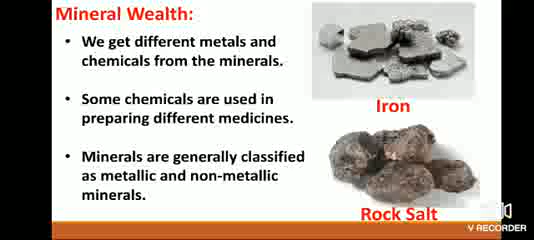 Mineral Wealth:
• We get different metals and
chemicals from the minerals.
• Some chemicals are used in
preparing different medicines.
• Minerals are generally classified
as metallic and non-metallic
minerals.
Iron
Rock Salt
V RECORDER